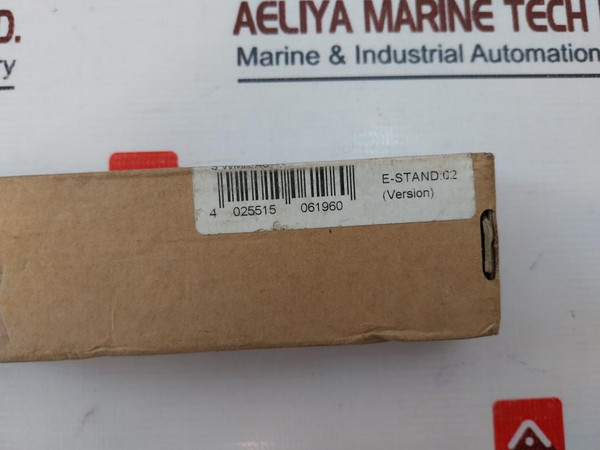 D.
AELIYA MARINE TECH
ry
Marine & Industrial Automation
E-STAND:02
(Version)
4 025515 061960